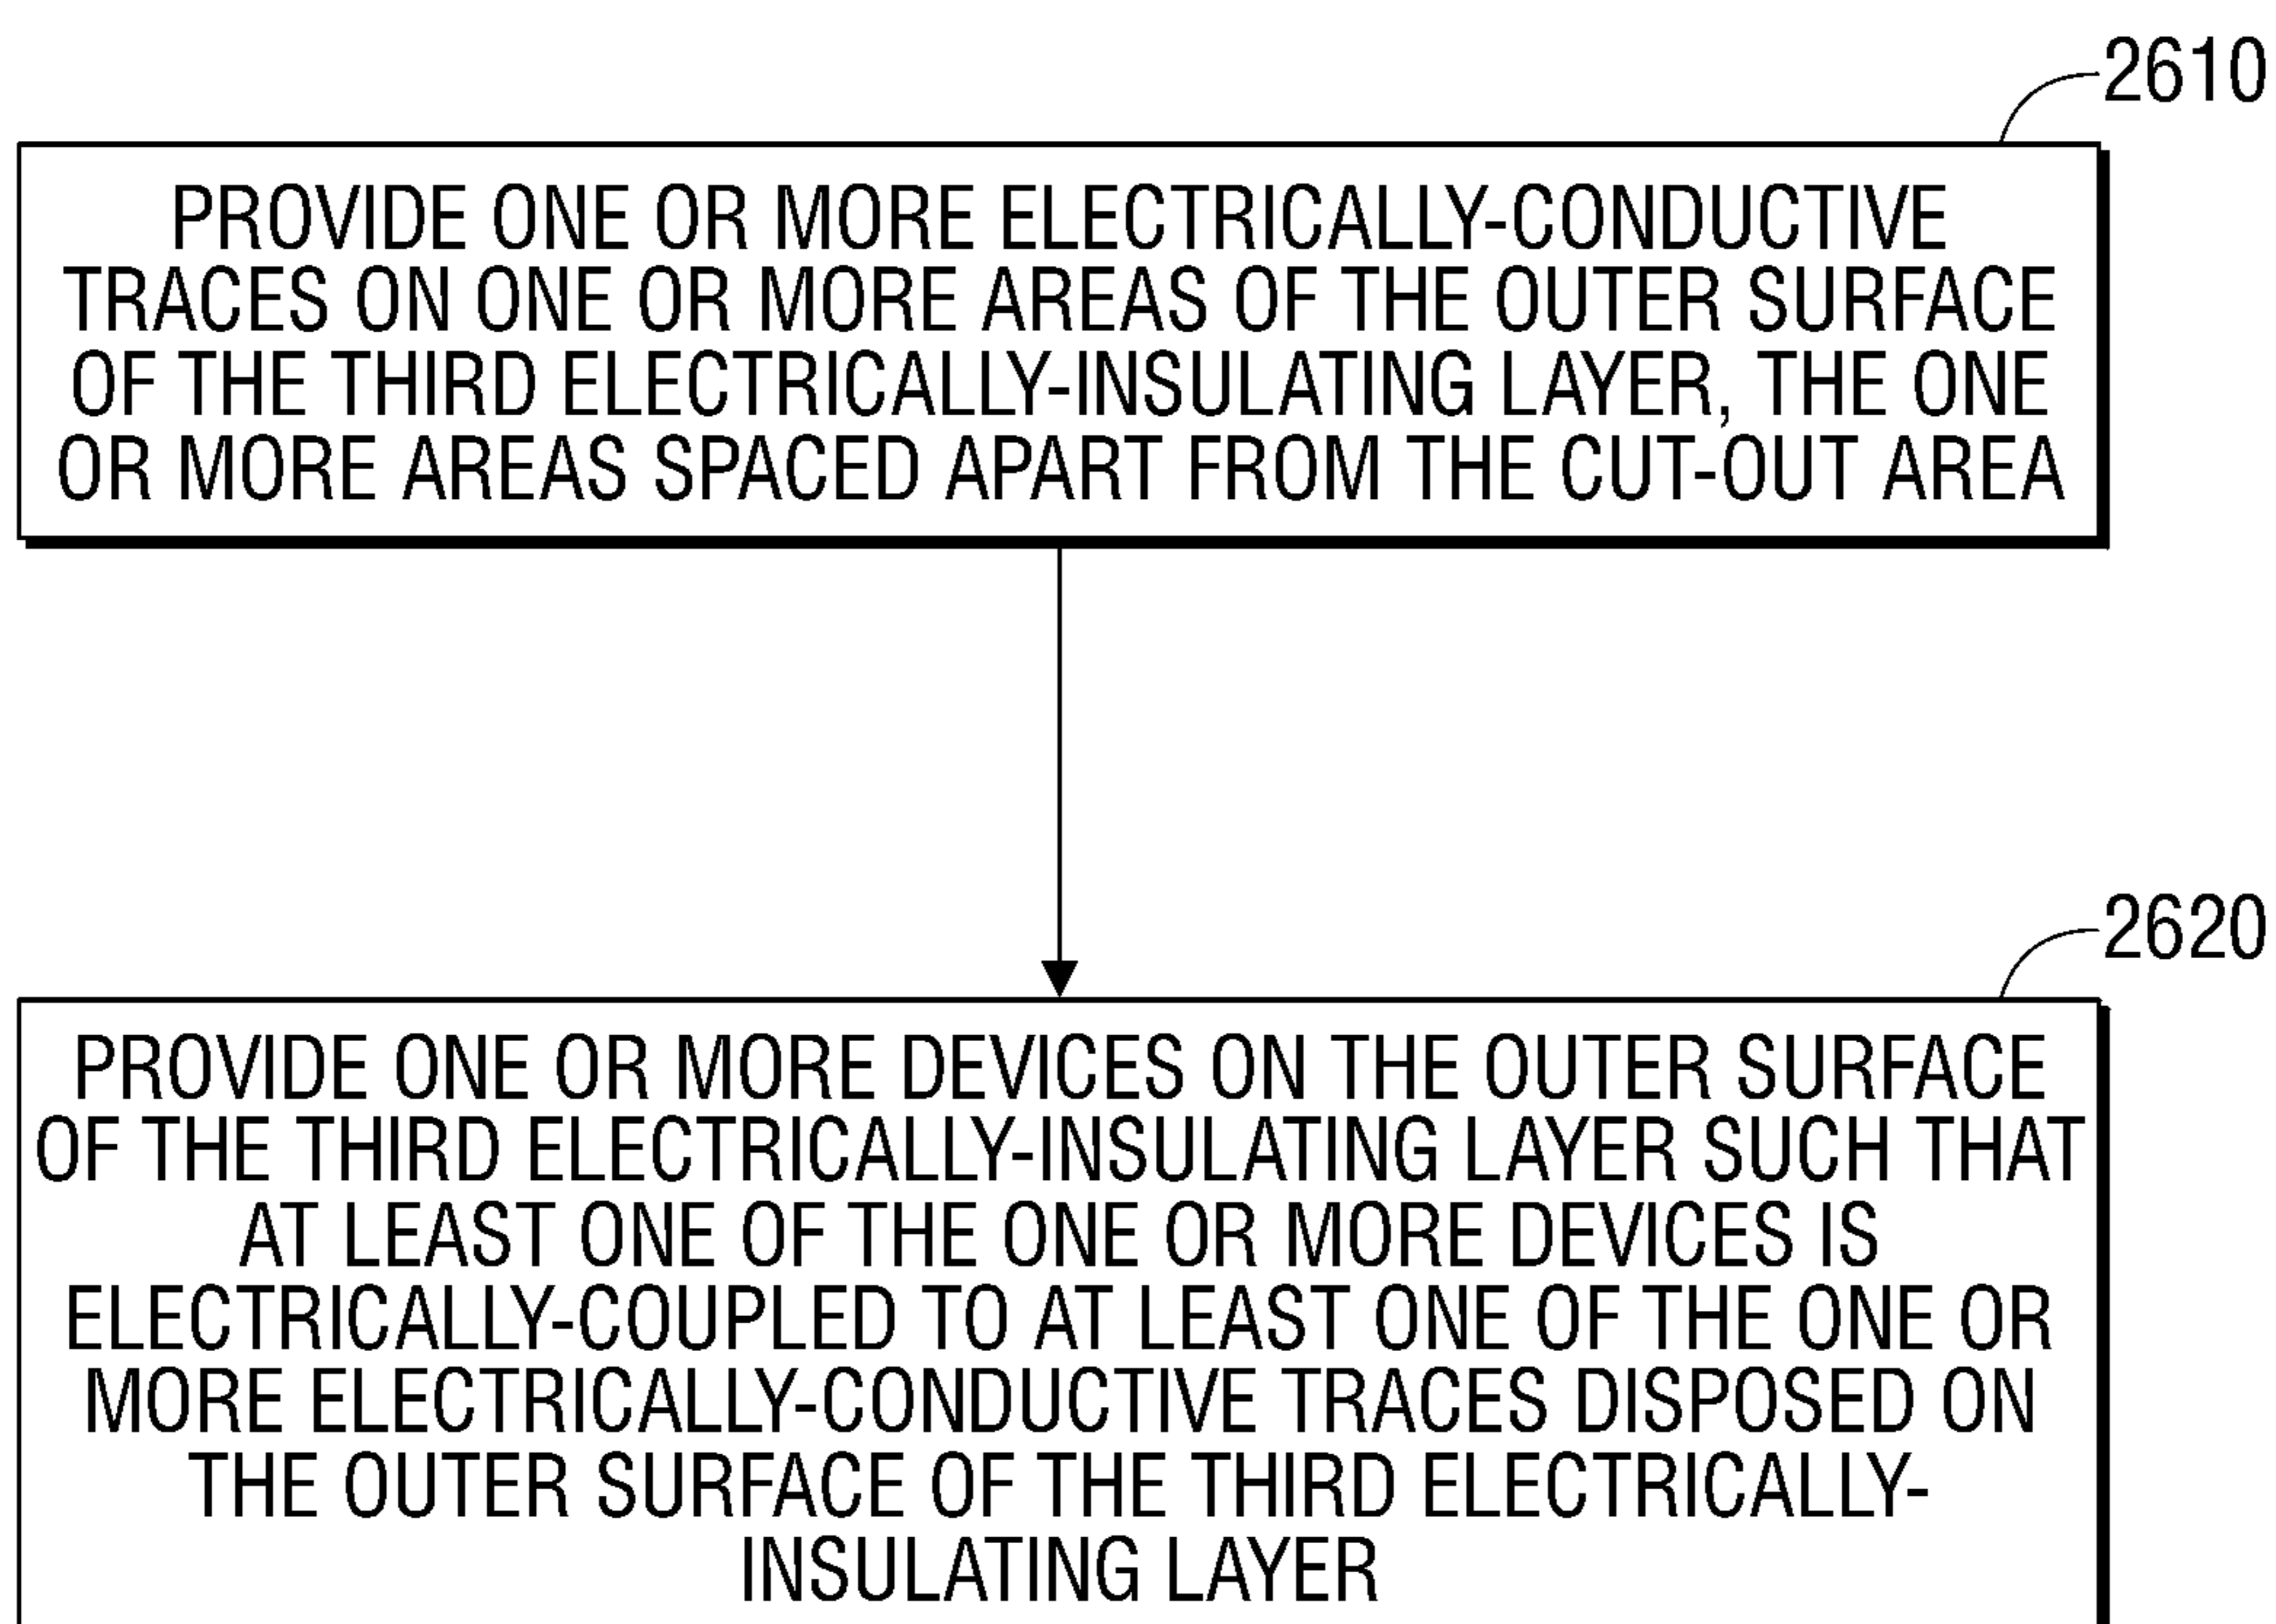 2610
PROVIDE ONE OR MORE ELECTRICALLY-CONDUCTIVE
TRACES ON ONE OR MORE AREAS OF THE OUTER SURFACE
OF THE THIRD ELECTRICALLY-INSULATING LAYER, THE ONE
OR MORE AREAS SPACED APART FROM THE CUT-OUT AREA
2620
PROVIDE ONE OR MORE DEVICES ON THE OUTER SURFACE
OF THE THIRD ELECTRICALLY-INSULATING LAYER SUCH THAT
AT LEAST ONE OF THE ONE OR MORE DEVICES IS
ELECTRICALLY-COUPLED TO AT LEAST ONE OF THE ONE OR
MORE ELECTRICALLY-CONDUCTIVE TRACES DISPOSED ON
THE OUTER SURFACE OF THE THIRD ELECTRICALLY-
INSULATING LAYER